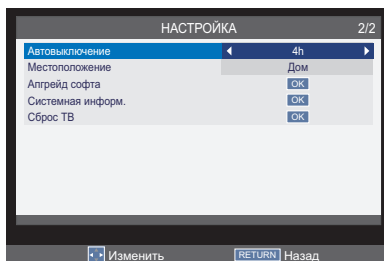 НАСТРОЙКА 2/2
Автовыключение 4h
Местоположение Дом
Апгрейд софта OK
Системная информ. OK
Сброс ТВ OK
Изменить RETURN Назад